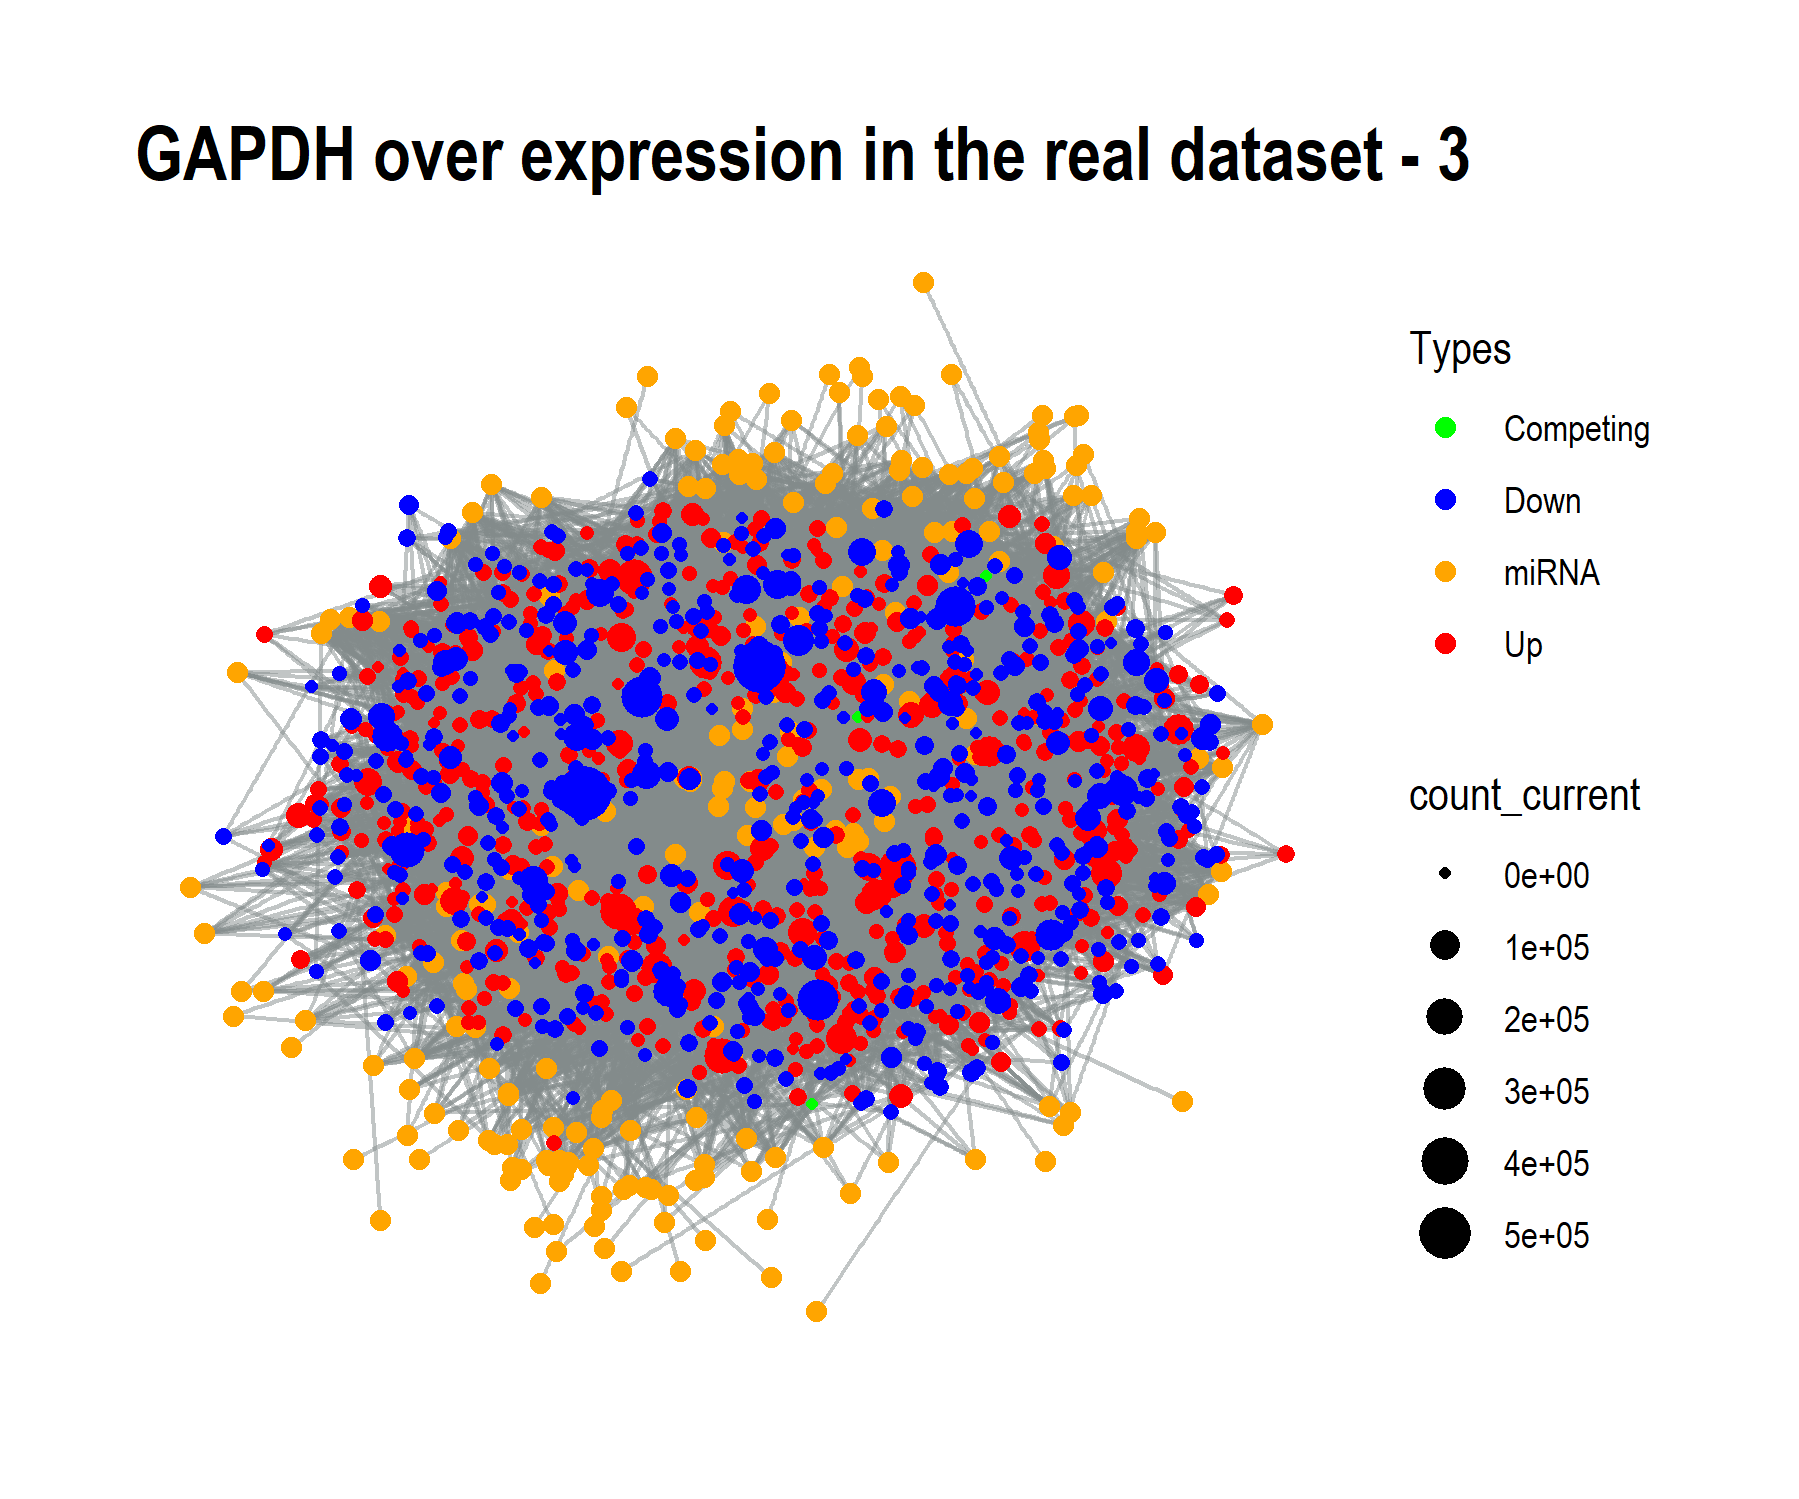 GAPDH over expression in the real dataset - 3
Types
Competing
Down
miRNA
Up
count_current
0e+00
1e+05
2e+05
3e+05
4e+05
5e+05